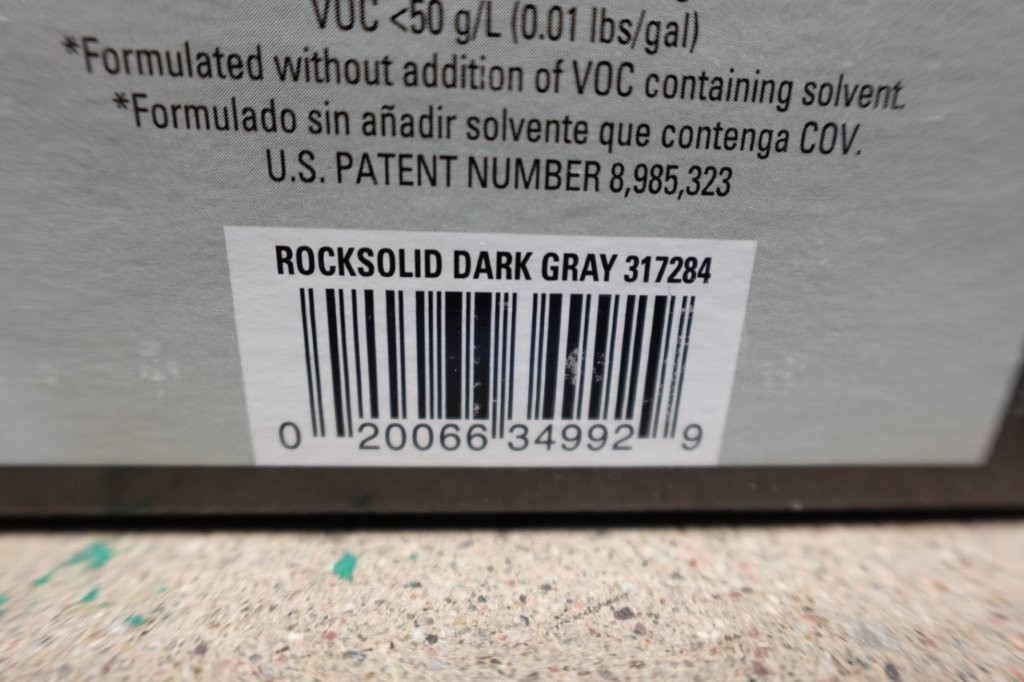 VOC <50 g/L (0.01 lbs/gal)
*Formulated without addition of VOC containing solvent.
*Formulado sin añadir solvente que contenga COV.
U.S. PATENT NUMBER 8,985,323
ROCKSOLID DARK GRAY 317284
0 20066 34992 9